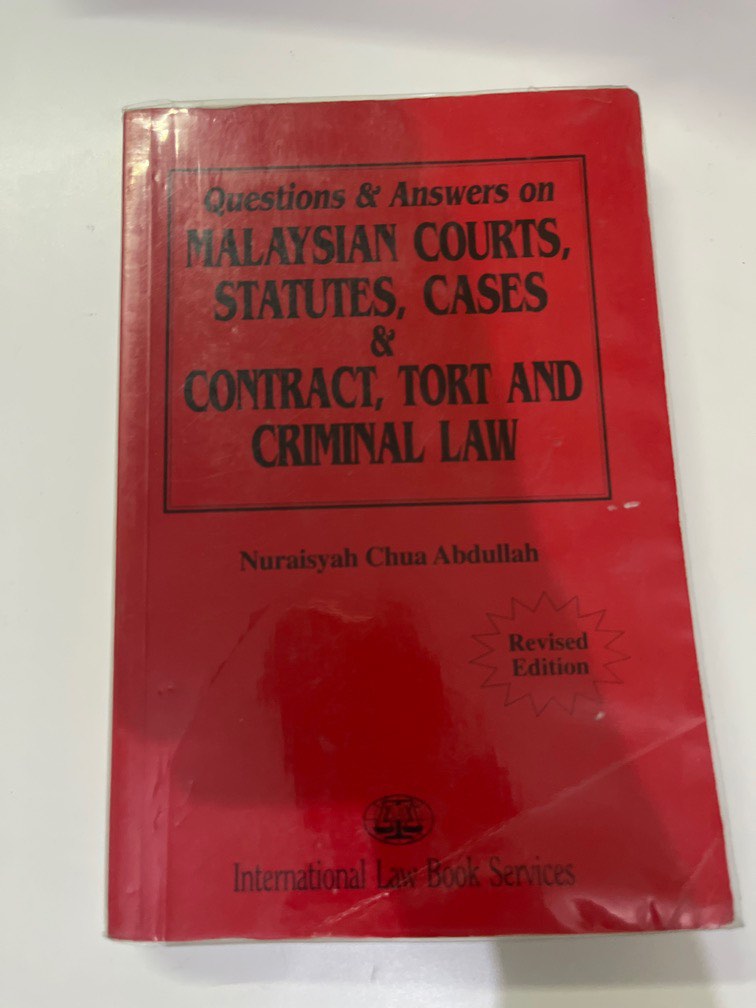 Questions & Answers on
MALAYSIAN COURTS,
STATUTES, CASES
&
CONTRACT, TORT AND
CRIMINAL LAW
Nuraisyah Chua Abdullah
Revised
Edition
International Law Book Services